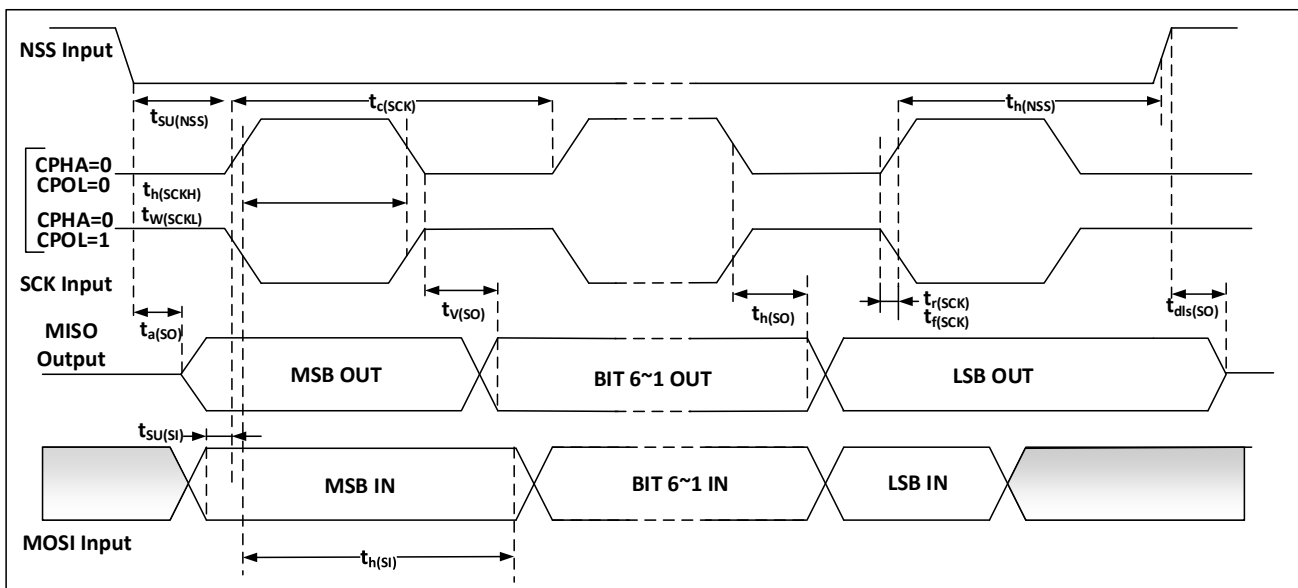 NSS Input
tc(SCK)
th(NSS)
tSU(NSS)
CPHA=0
CPOL=0
th(SCKH)
CPHA=0
tW(SCKL)
CPOL=1
SCK Input
tV(SO)
th(SO)
tr(SCK)
tf(SCK)
tdis(SO)
ta(SO)
MISO
Output
MSB OUT
BIT 6~1 OUT
LSB OUT
tSU(SI)
MSB IN
BIT 6~1 IN
LSB IN
MOSI Input
th(SI)